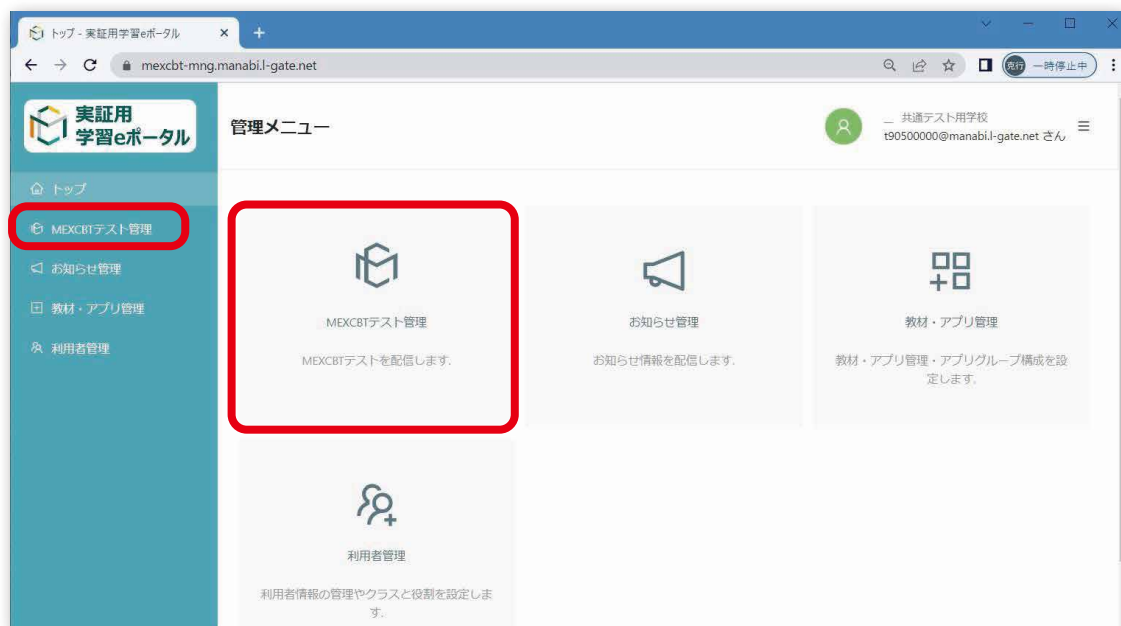 トップ - 実証用学習eポータル
mexcbt-mng.manabi.l-gate.net
克行 一時停止中
実証用
学習eポータル
管理メニュー
__ 共通テスト用学校
t90500000@manabi.l-gate.net さん
トップ
MEXCBTテスト管理
お知らせ管理
教材・アプリ管理
利用者管理
MEXCBTテスト管理
MEXCBTテストを配信します.
お知らせ管理
お知らせ情報を配信します.
教材・アプリ管理
教材・アプリ管理・アプリグループ構成を設
定します.
利用者管理
利用者情報の管理やクラスと役割を設定しま
す.